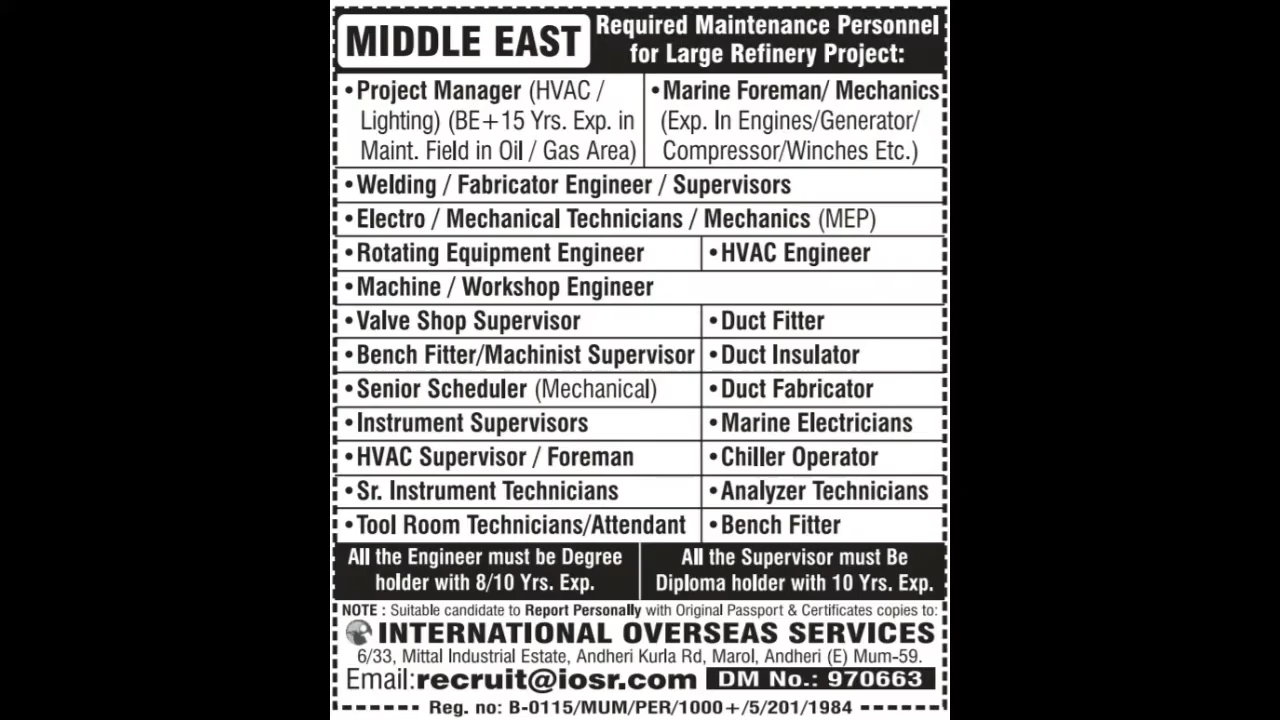 MIDDLE EAST
Required Maintenance Personnel
for Large Refinery Project:
• Project Manager (HVAC /
Lighting) (BE+15 Yrs. Exp. in
Maint. Field in Oil / Gas Area)
• Marine Foreman/ Mechanics
(Exp. In Engines/Generator/
Compressor/Winches Etc.)
• Welding / Fabricator Engineer / Supervisors
• Electro / Mechanical Technicians / Mechanics (MEP)
• Rotating Equipment Engineer
• HVAC Engineer
• Machine / Workshop Engineer
• Valve Shop Supervisor
• Duct Fitter
• Bench Fitter/Machinist Supervisor
• Duct Insulator
• Senior Scheduler (Mechanical)
• Duct Fabricator
• Instrument Supervisors
• Marine Electricians
• HVAC Supervisor / Foreman
• Chiller Operator
• Sr. Instrument Technicians
• Analyzer Technicians
• Tool Room Technicians/Attendant
• Bench Fitter
All the Engineer must be Degree
holder with 8/10 Yrs. Exp.
All the Supervisor must Be
Diploma holder with 10 Yrs. Exp.
NOTE : Suitable candidate to Report Personally with Original Passport & Certificates copies to:
INTERNATIONAL OVERSEAS SERVICES
6/33, Mittal Industrial Estate, Andheri Kurla Rd, Marol, Andheri (E) Mum-59.
Email:recruit@iosr.com DM No.: 970663
Reg. no: B-0115/MUM/PER/1000+/5/201/1984